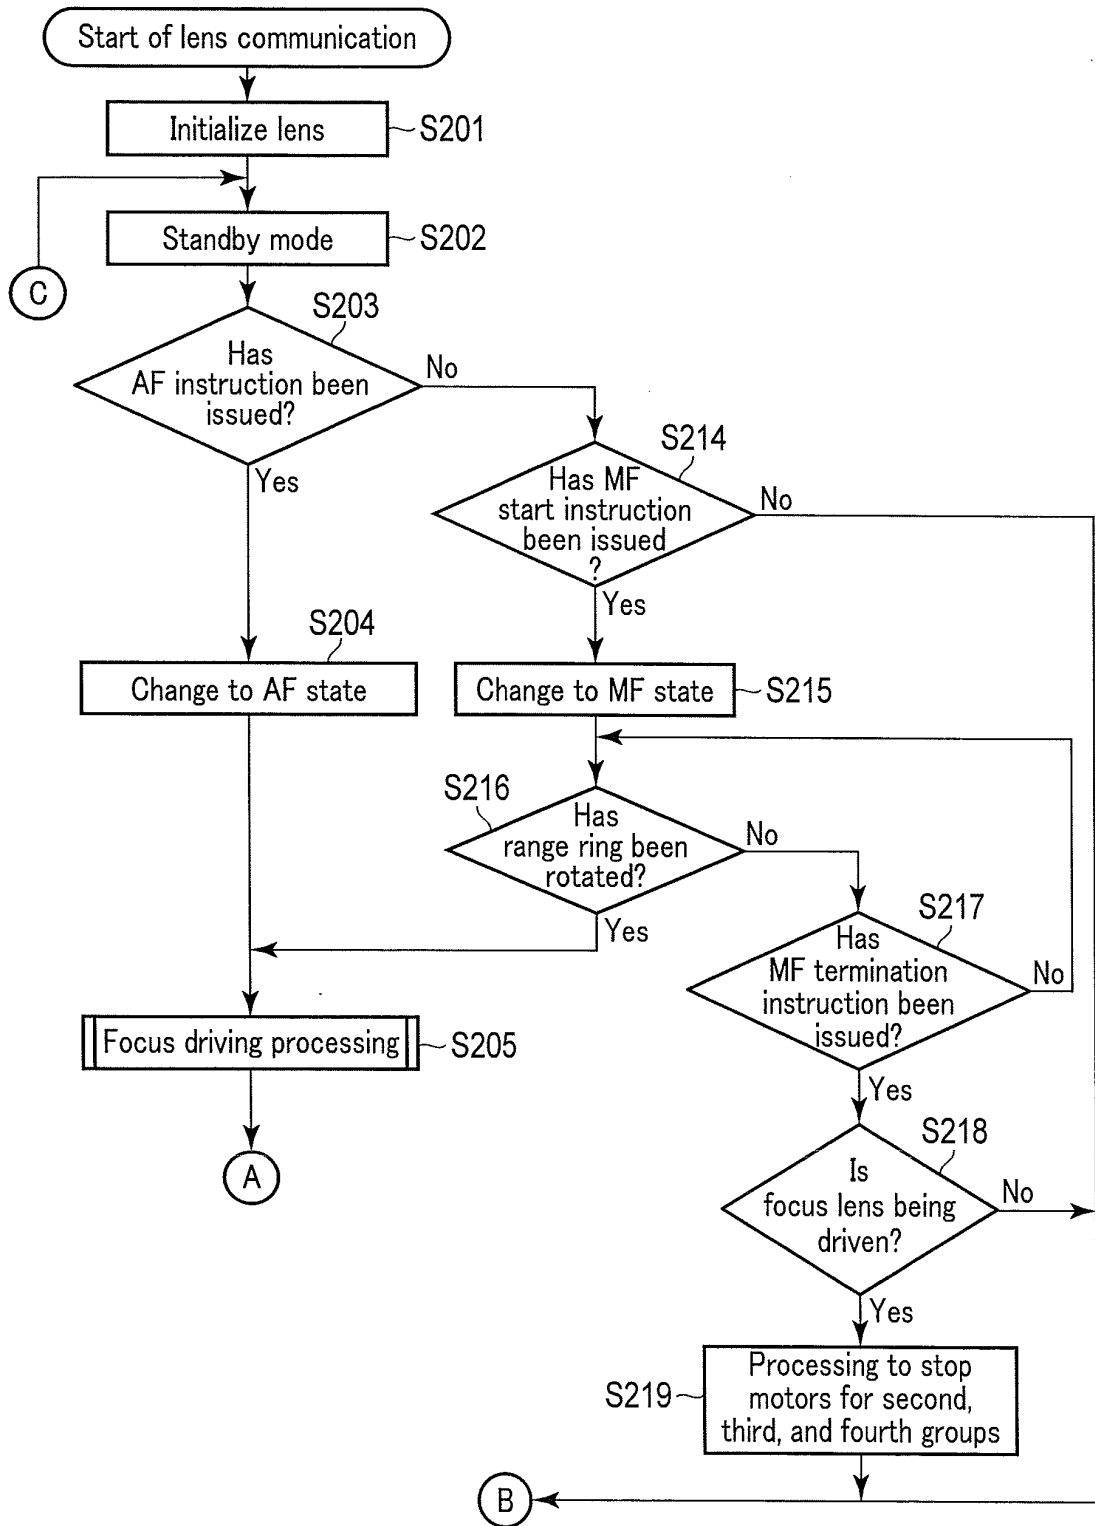 Start of lens communication
Initialize lens
S201
Standby mode
S202
C
S203
Has
AF instruction been
issued?
No
Yes
S214
Has MF
start instruction
been issued
?
No
Yes
S204
Change to AF state
Change to MF state
S215
S216
Has
range ring been
rotated?
No
Yes
S217
Has
MF termination
instruction been
issued?
No
Yes
Focus driving processing
S205
A
S218
Is
focus lens being
driven?
No
Yes
S219
Processing to stop
motors for second,
third, and fourth groups
B